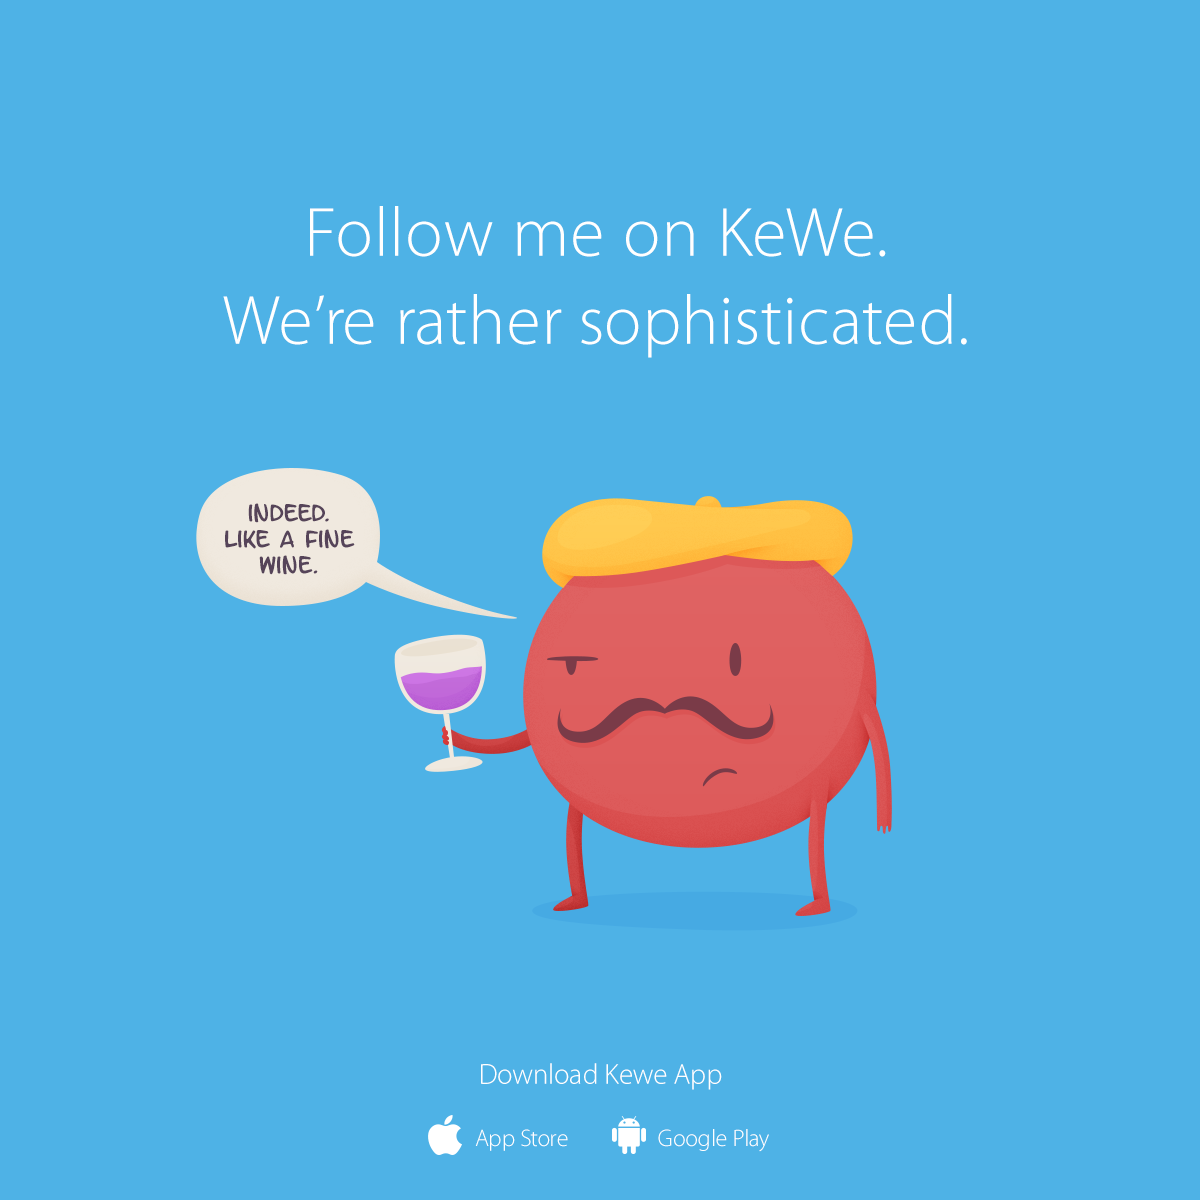 Follow me on KeWe.
We're rather sophisticated.
INDEED.
LIKE A FINE
WINE.
Download Kewe App
App Store
Google Play